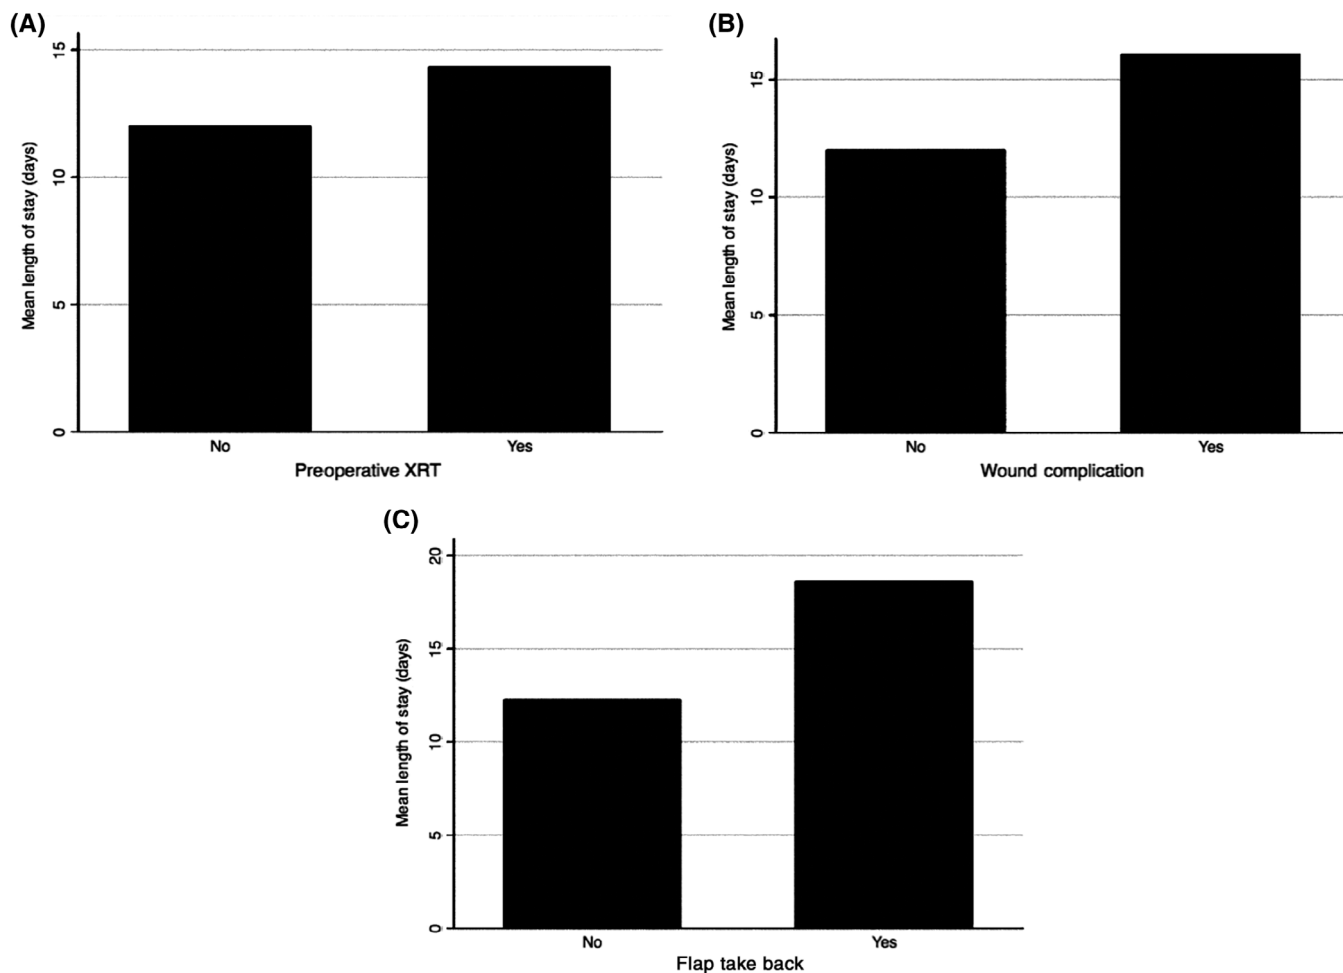 (A)
Mean length of stay (days)
15
10
5
0
No
Yes
Preoperative XRT
(B)
Mean length of stay (days)
15
10
5
0
No
Yes
Wound complication
(C)
Mean length of stay (days)
20
15
10
5
0
No
Yes
Flap take back